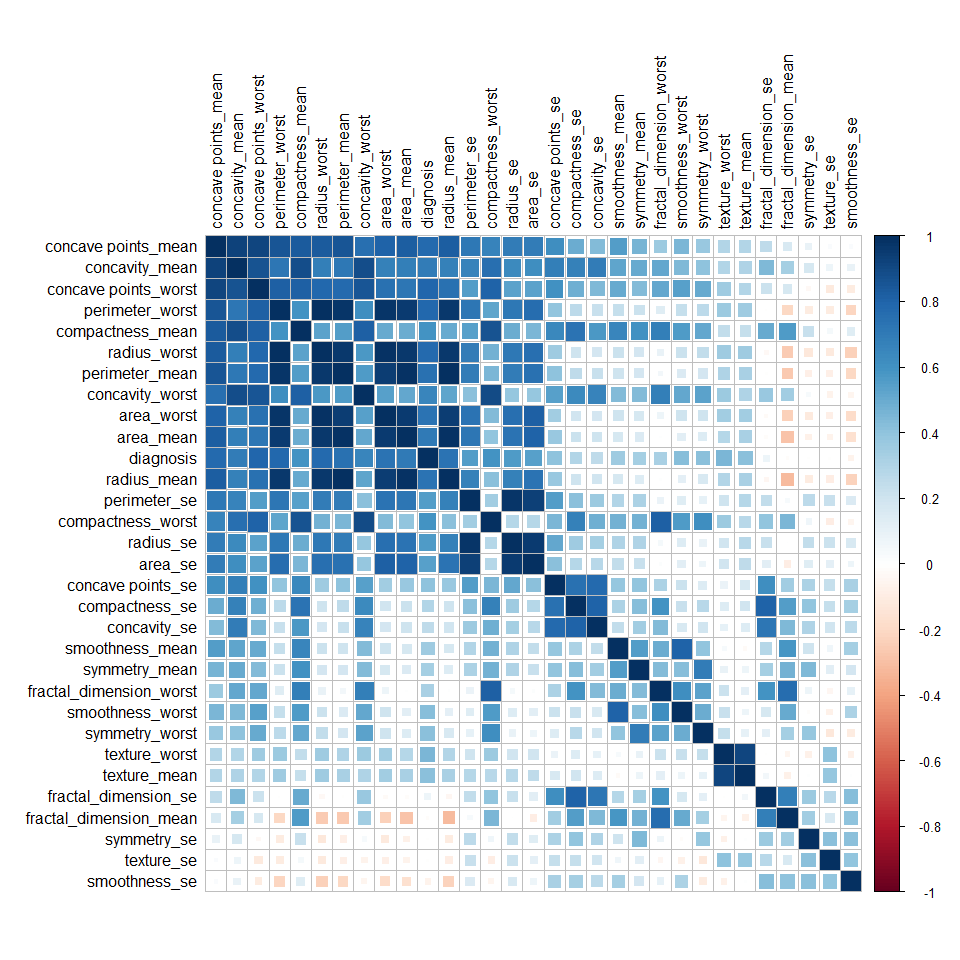 concave points_mean
concavity_mean
concave points_worst
perimeter_worst
compactness_mean
radius_worst
perimeter_mean
concavity_worst
area_worst
area_mean
diagnosis
radius_mean
perimeter_se
compactness_worst
radius_se
area_se
concave points_se
compactness_se
concavity_se
smoothness_mean
symmetry_mean
fractal_dimension_worst
smoothness_worst
symmetry_worst
texture_worst
texture_mean
fractal_dimension_se
fractal_dimension_mean
symmetry_se
texture_se
smoothness_se
concave points_mean
concavity_mean
concave points_worst
perimeter_worst
compactness_mean
radius_worst
perimeter_mean
concavity_worst
area_worst
area_mean
diagnosis
radius_mean
perimeter_se
compactness_worst
radius_se
area_se
concave points_se
compactness_se
concavity_se
smoothness_mean
symmetry_mean
fractal_dimension_worst
smoothness_worst
symmetry_worst
texture_worst
texture_mean
fractal_dimension_se
fractal_dimension_mean
symmetry_se
texture_se
smoothness_se
1
0.8
0.6
0.4
0.2
0
-0.2
-0.4
-0.6
-0.8
-1